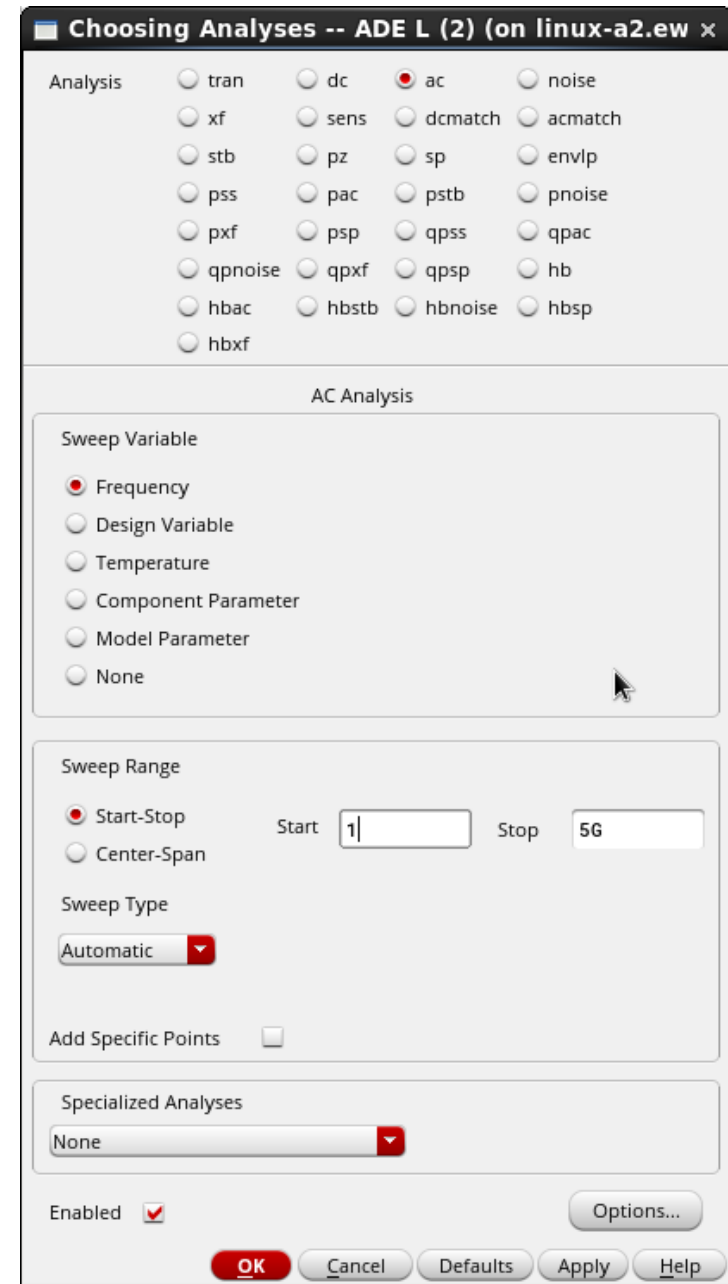 Choosing Analyses -- ADE L (2) (on linux-a2.ew ×
Analysis tran dc ac noise
xf sens dcmatch acmatch
stb pz sp envlp
pss pac pstb pnoise
pxf psp qpss qpac
qpnoise qpxf qpsp hb
hbac hbstb hbnoise hbsp
hbxf
AC Analysis
Sweep Variable
Frequency
Design Variable
Temperature
Component Parameter
Model Parameter
None
Sweep Range
Start-Stop Start 1 Stop 5G
Center-Span
Sweep Type
Automatic
Add Specific Points
Specialized Analyses
None
Enabled Options...
OK Cancel Defaults Apply Help